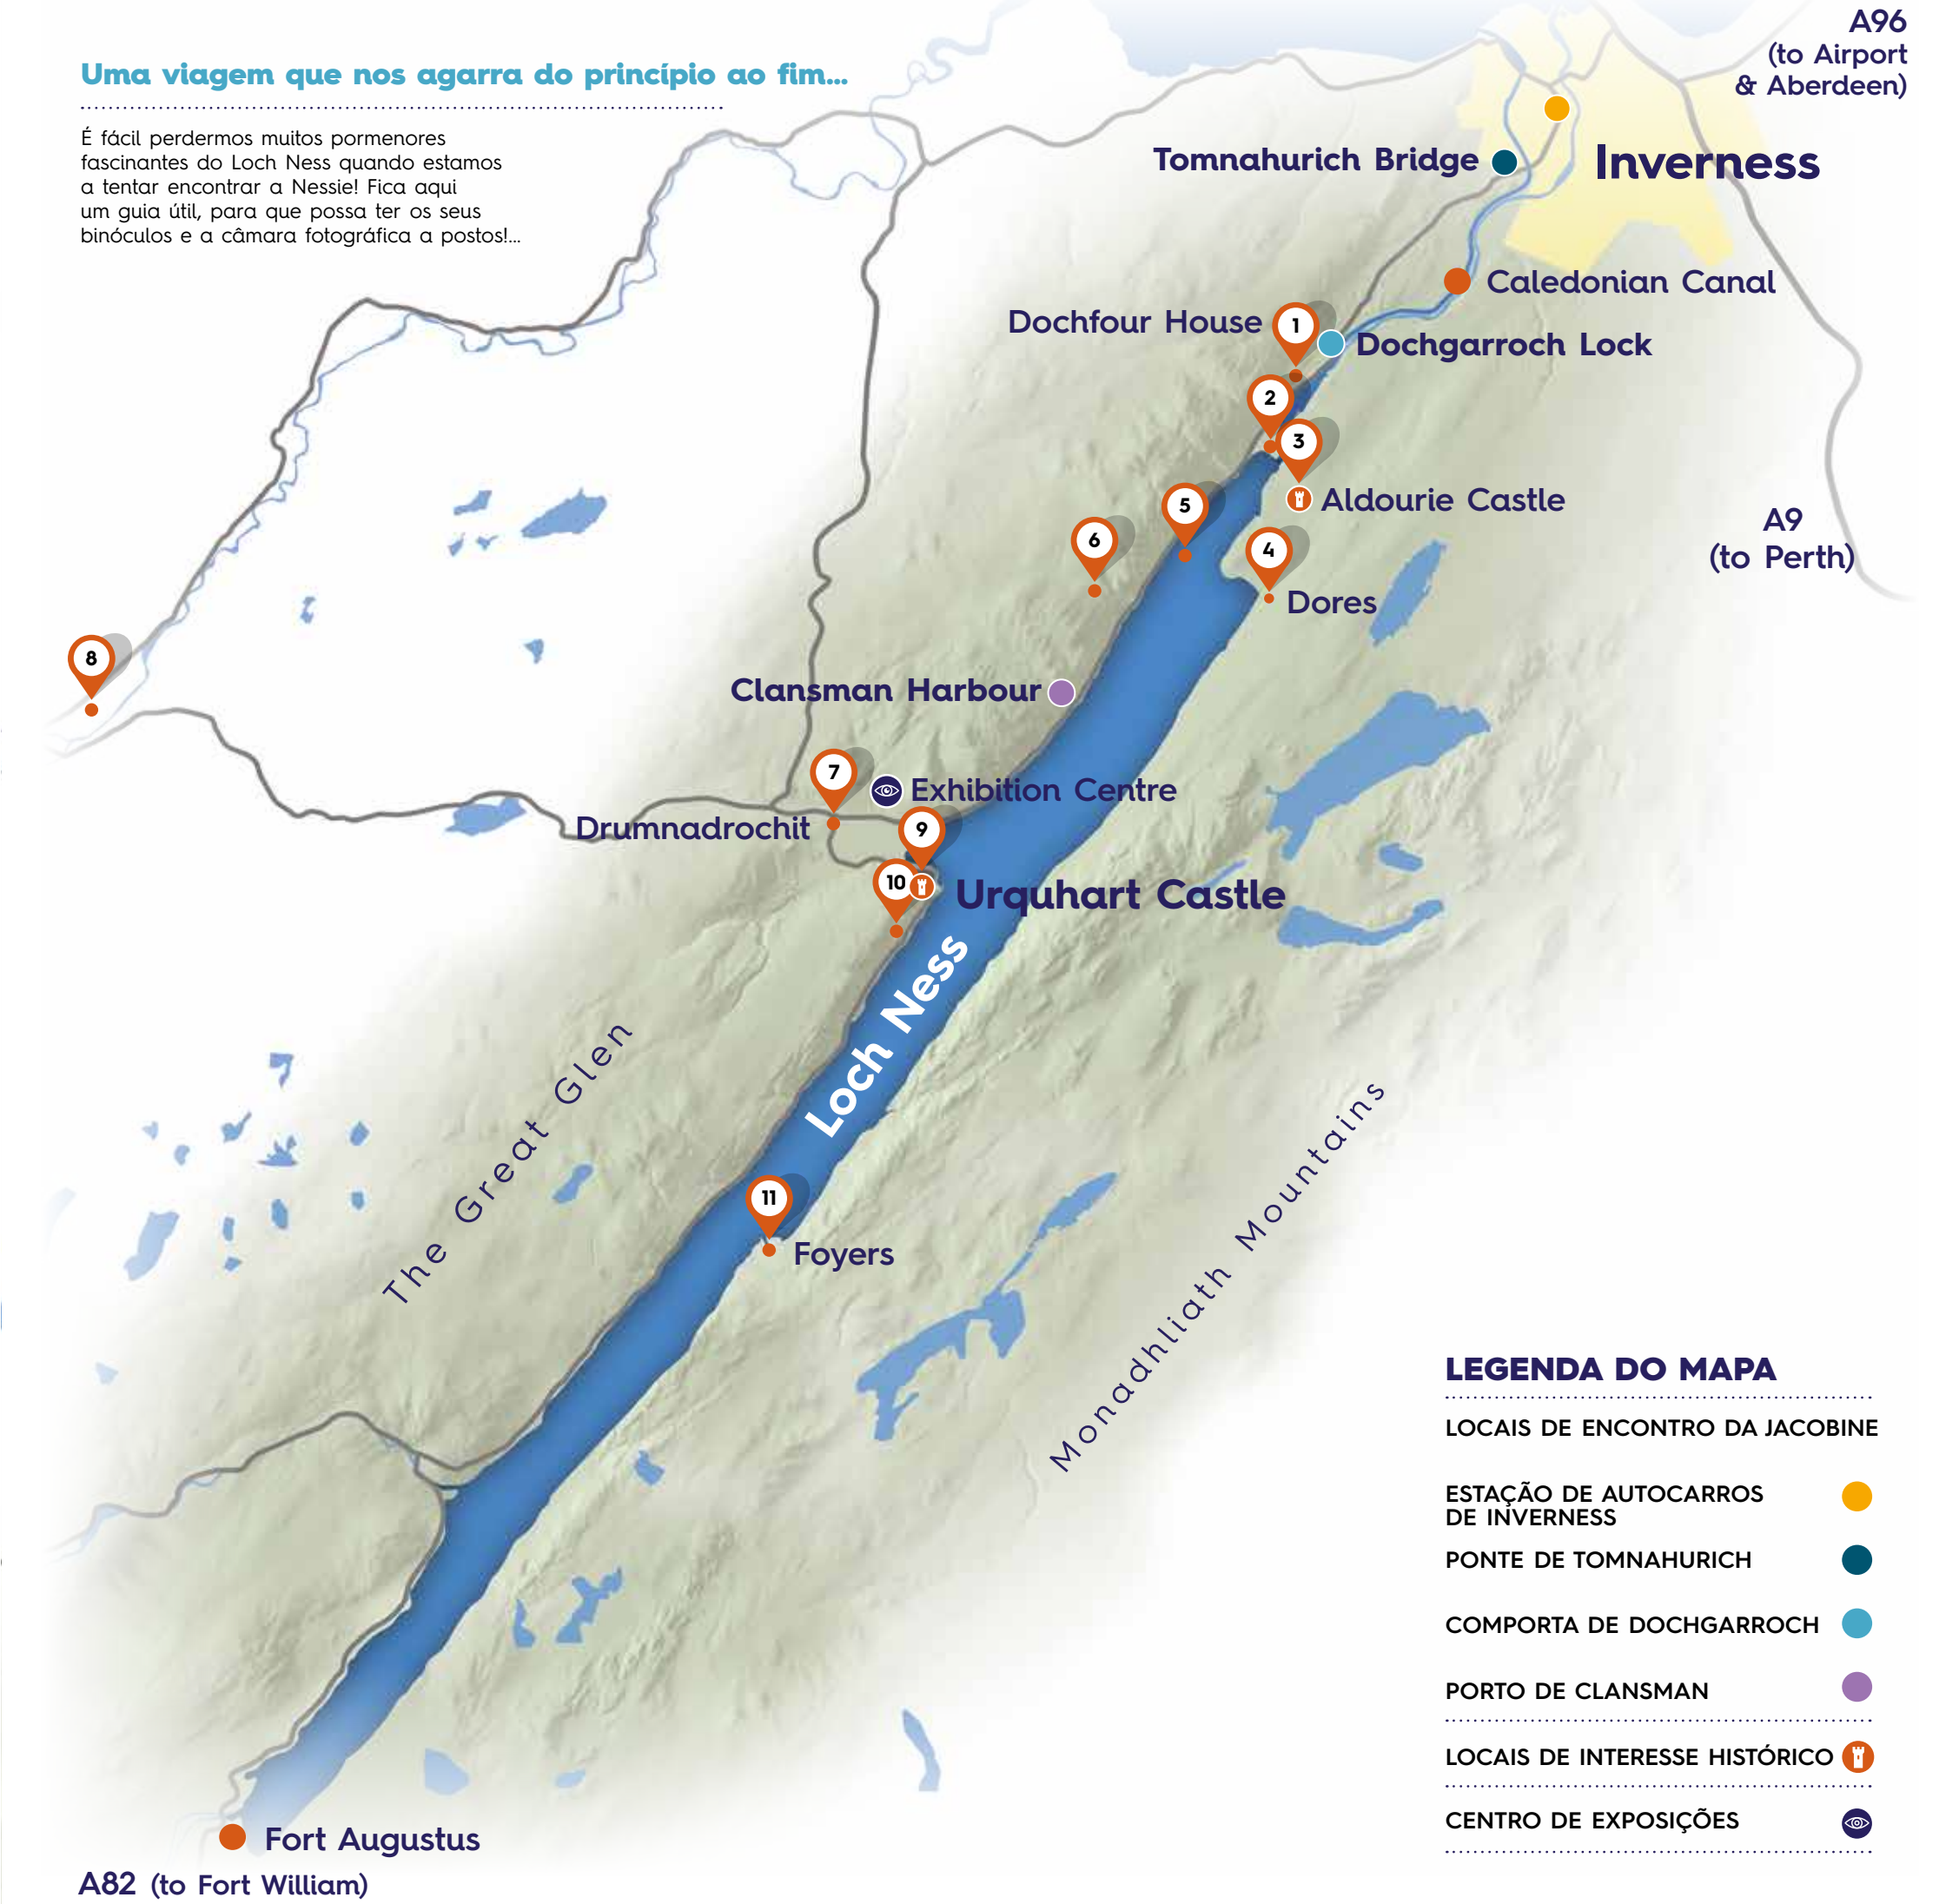 Uma viagem que nos agarra do princípio ao fim...
É fácil perdermos muitos pormenores
fascinantes do Loch Ness quando estamos
a tentar encontrar a Nessie! Fica aqui
um guia útil, para que possa ter os seus
binóculos e a câmara fotográfica a postos!...
A96
(to Airport
& Aberdeen)
Tomnahurich Bridge
Inverness
Caledonian Canal
Dochfour House
1
Dochgarroch Lock
2
3
Aldourie Castle
5
6
4
Dores
A9
(to Perth)
8
Clansman Harbour
7
Exhibition Centre
Drumnadrochit
9
10
Urquhart Castle
Loch Ness
The Great Glen
Monadhliath Mountains
11
Foyers
Fort Augustus
A82 (to Fort William)
LEGENDA DO MAPA
LOCAIS DE ENCONTRO DA JACOBINE
ESTAÇÃO DE AUTOCARROS
DE INVERNESS
PONTE DE TOMNAHURICH
COMPORTA DE DOCHGARROCH
PORTO DE CLANSMAN
LOCAIS DE INTERESSE HISTÓRICO
CENTRO DE EXPOSIÇÕES